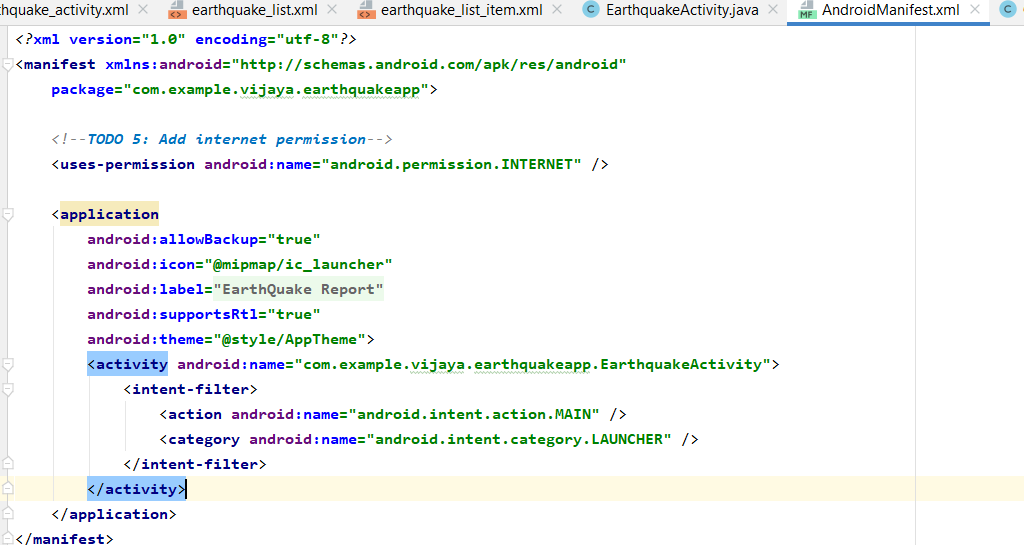 hquake_activity.xml earthquake_list.xml earthquake_list_item.xml EarthquakeActivity.java AndroidManifest.xml
<?xml version="1.0" encoding="utf-8"?>
<manifest xmlns:android="http://schemas.android.com/apk/res/android"
    package="com.example.vijaya.earthquakeapp">

    <!--TODO 5: Add internet permission-->
    <uses-permission android:name="android.permission.INTERNET" />

    <application
        android:allowBackup="true"
        android:icon="@mipmap/ic_launcher"
        android:label="EarthQuake Report"
        android:supportsRtl="true"
        android:theme="@style/AppTheme">
        <activity android:name="com.example.vijaya.earthquakeapp.EarthquakeActivity">
            <intent-filter>
                <action android:name="android.intent.action.MAIN" />
                <category android:name="android.intent.category.LAUNCHER" />
            </intent-filter>
        </activity>
    </application>
</manifest>